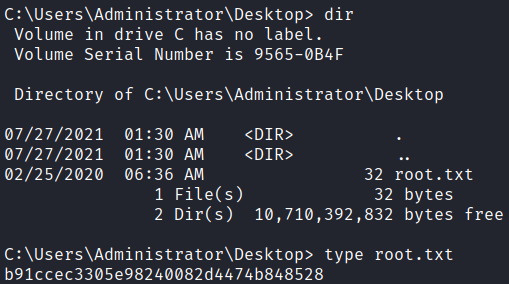 C:\Users\Administrator\Desktop> dir
 Volume in drive C has no label.
 Volume Serial Number is 9565-0B4F

 Directory of C:\Users\Administrator\Desktop

07/27/2021  01:30 AM    <DIR>          .
07/27/2021  01:30 AM    <DIR>          ..
02/25/2020  06:36 AM                32 root.txt
               1 File(s)             32 bytes
               2 Dir(s)  10,710,392,832 bytes free

C:\Users\Administrator\Desktop> type root.txt
b91ccec3305e98240082d4474b848528